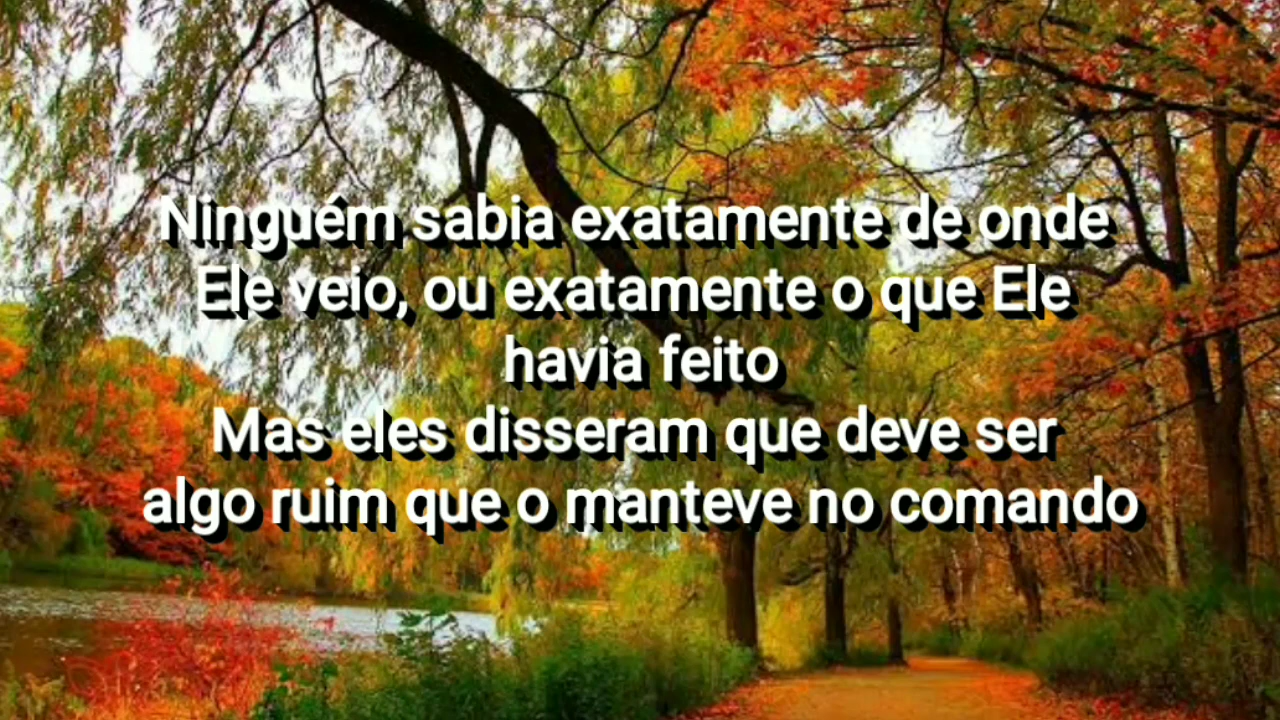 Ninguém sabia exatamente de onde
Ele veio, ou exatamente o que Ele
havia feito
Mas eles disseram que deve ser
algo ruim que o manteve no comando